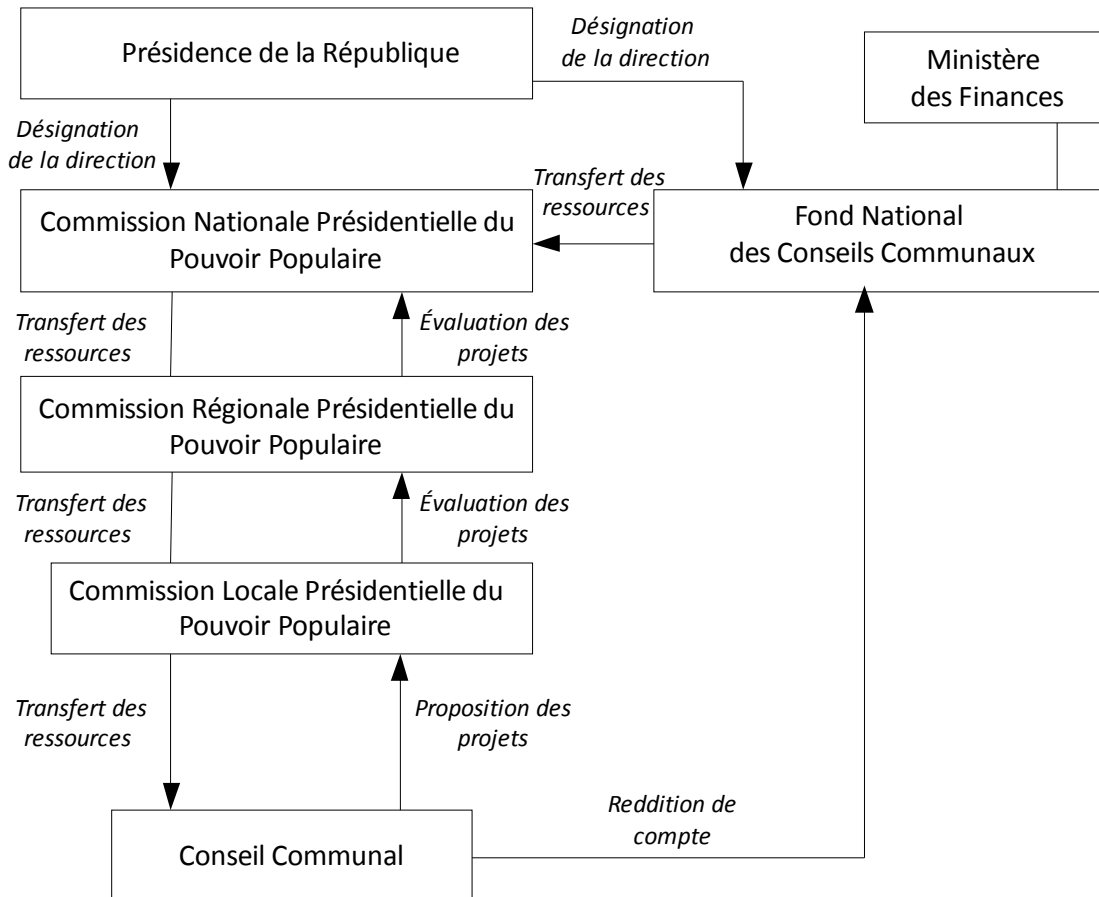 Présidence de la République
Désignation
de la direction
Ministère
des Finances
Désignation
de la direction
Commission Nationale Présidentielle du
Pouvoir Populaire
Transfert des
ressources
Fond National
des Conseils Communaux
Transfert des
ressources
Évaluation des
projets
Commission Régionale Présidentielle du
Pouvoir Populaire
Transfert des
ressources
Évaluation des
projets
Commission Locale Présidentielle du
Pouvoir Populaire
Transfert des
ressources
Proposition des
projets
Conseil Communal
Reddition de
compte